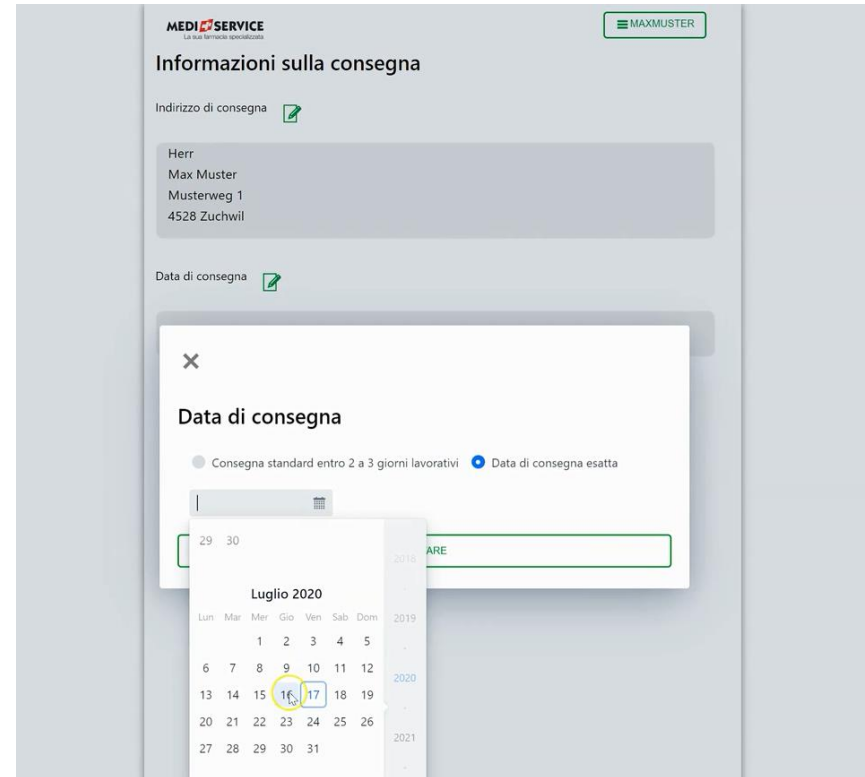 MEDI SERVICE
La sua farmacia specializzata
MAXMUSTER
Informazioni sulla consegna
Indirizzo di consegna
Herr
Max Muster
Musterweg 1
4528 Zuchwil
Data di consegna
Data di consegna
Consegna standard entro 2 a 3 giorni lavorativi Data di consegna esatta
ARE
29 30
2018
Luglio 2020
Lun Mar Mer Gio Ven Sab Dom 2019
1 2 3 4 5
6 7 8 9 10 11 12
2020
13 14 15 16 17 18 19
20 21 22 23 24 25 26
2021
27 28 29 30 31